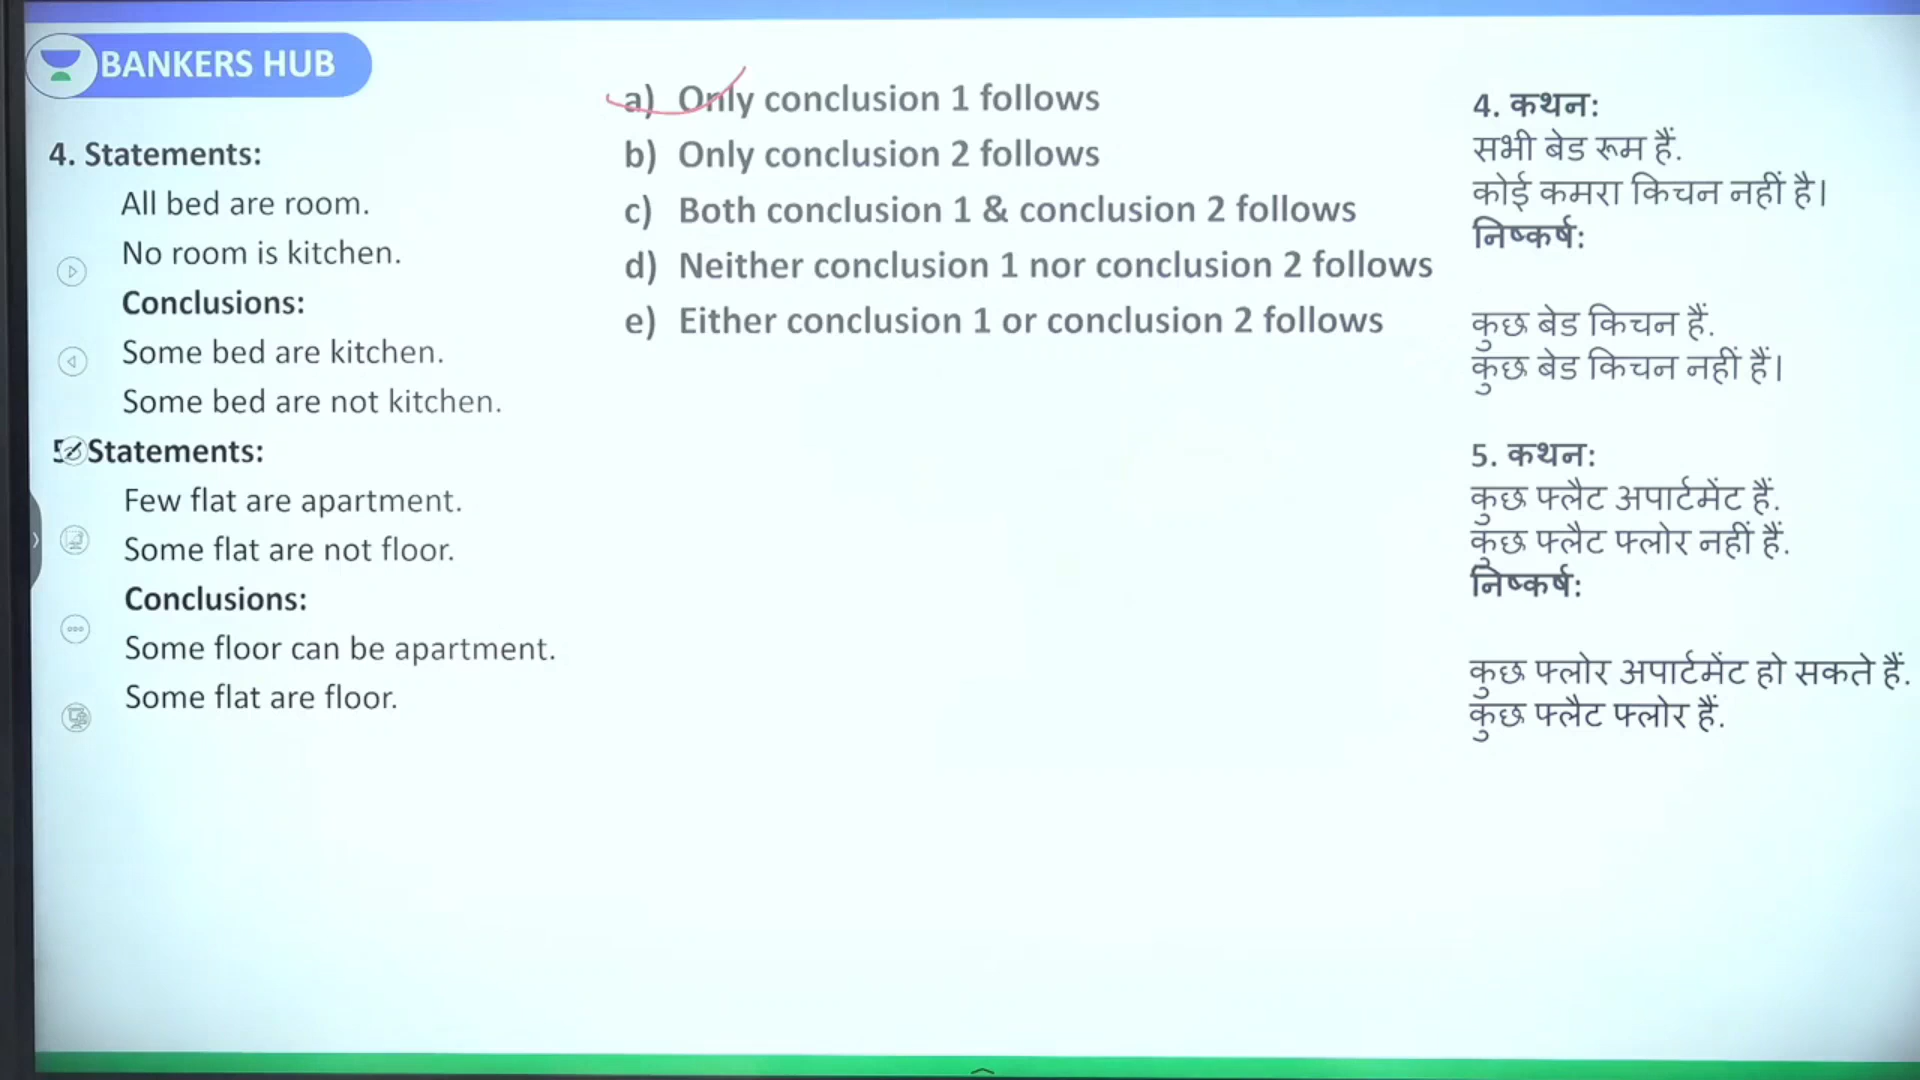 BANKERS HUB
4. Statements:
All bed are room.
No room is kitchen.
Conclusions:
Some bed are kitchen.
Some bed are not kitchen.
5. Statements:
Few flat are apartment.
Some flat are not floor.
Conclusions:
Some floor can be apartment.
Some flat are floor.
a) Only conclusion 1 follows
b) Only conclusion 2 follows
c) Both conclusion 1 & conclusion 2 follows
d) Neither conclusion 1 nor conclusion 2 follows
e) Either conclusion 1 or conclusion 2 follows
4. कथन:
सभी बेड रूम हैं.
कोई कमरा किचन नहीं है।
निष्कर्ष:
कुछ बेड किचन हैं.
कुछ बेड किचन नहीं हैं।
5. कथन:
कुछ फ्लैट अपार्टमेंट हैं.
कुछ फ्लैट फ्लोर नहीं हैं.
निष्कर्ष:
कुछ फ्लोर अपार्टमेंट हो सकते हैं.
कुछ फ्लैट फ्लोर हैं.